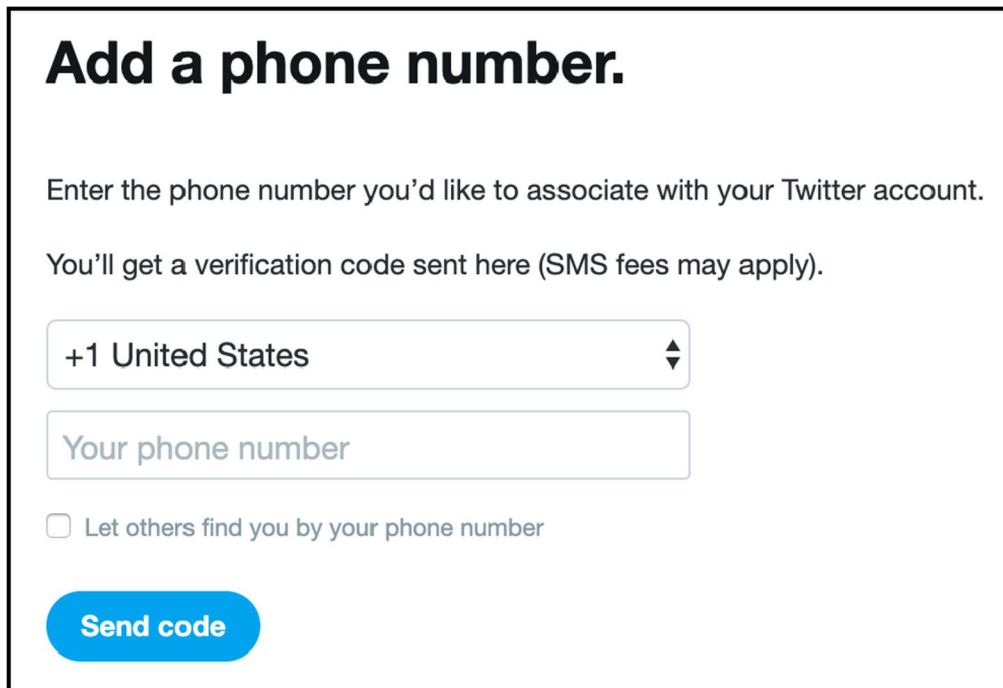 Add a phone number.
Enter the phone number you’d like to associate with your Twitter account.
You’ll get a verification code sent here (SMS fees may apply).
+1 United States
Your phone number
Let others find you by your phone number
Send code